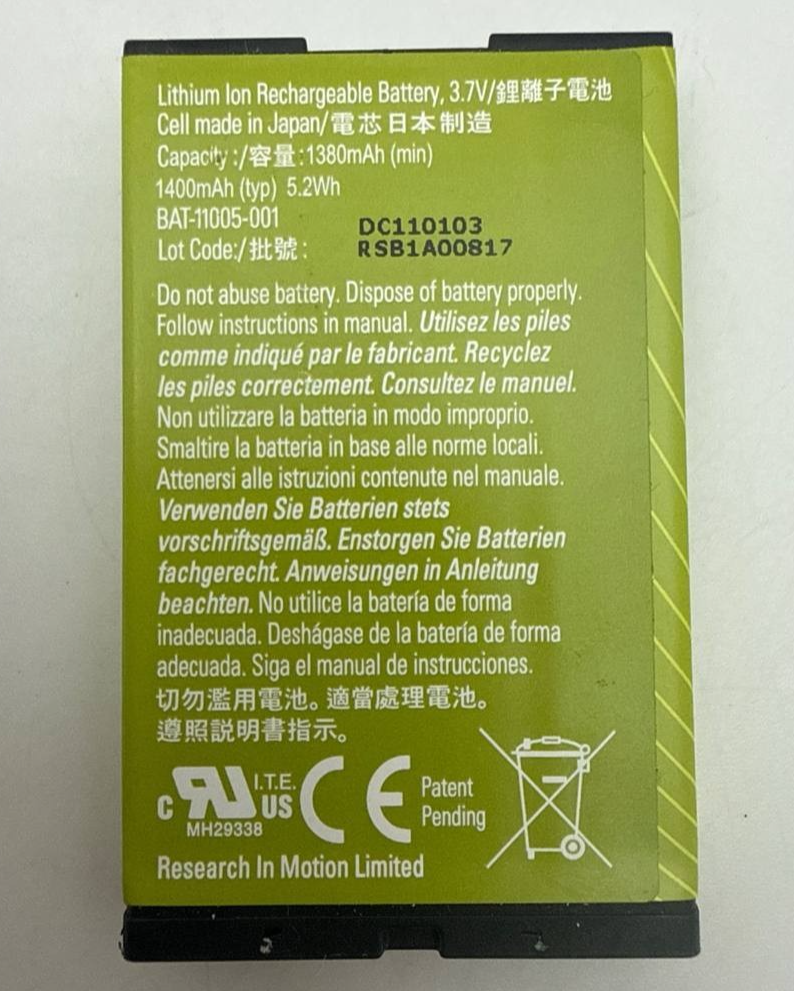 Lithium Ion Rechargeable Battery, 3.7V/鋰離子電池
Cell made in Japan/電芯日本制造
Capacity:/容量:1380mAh (min)
1400mAh (typ) 5.2Wh
BAT-11005-001
DC110103
Lot Code:/批號: RSB1A00817
Do not abuse battery. Dispose of battery properly.
Follow instructions in manual. Utilisez les piles
comme indiqué par le fabricant. Recyclez
les piles correctement. Consultez le manuel.
Non utilizzare la batteria in modo improprio.
Smaltire la batteria in base alle norme locali.
Attenersi alle istruzioni contenute nel manuale.
Verwenden Sie Batterien stets
vorschriftsgemäß. Enstorgen Sie Batterien
fachgerecht. Anweisungen in Anleitung
beachten. No utilice la batería de forma
inadecuada. Deshágase de la batería de forma
adecuada. Siga el manual de instrucciones.
切勿濫用電池。適當處理電池。
遵照説明書指示。
c RU US I.T.E.
MH29338
CE
Patent
Pending
Research In Motion Limited